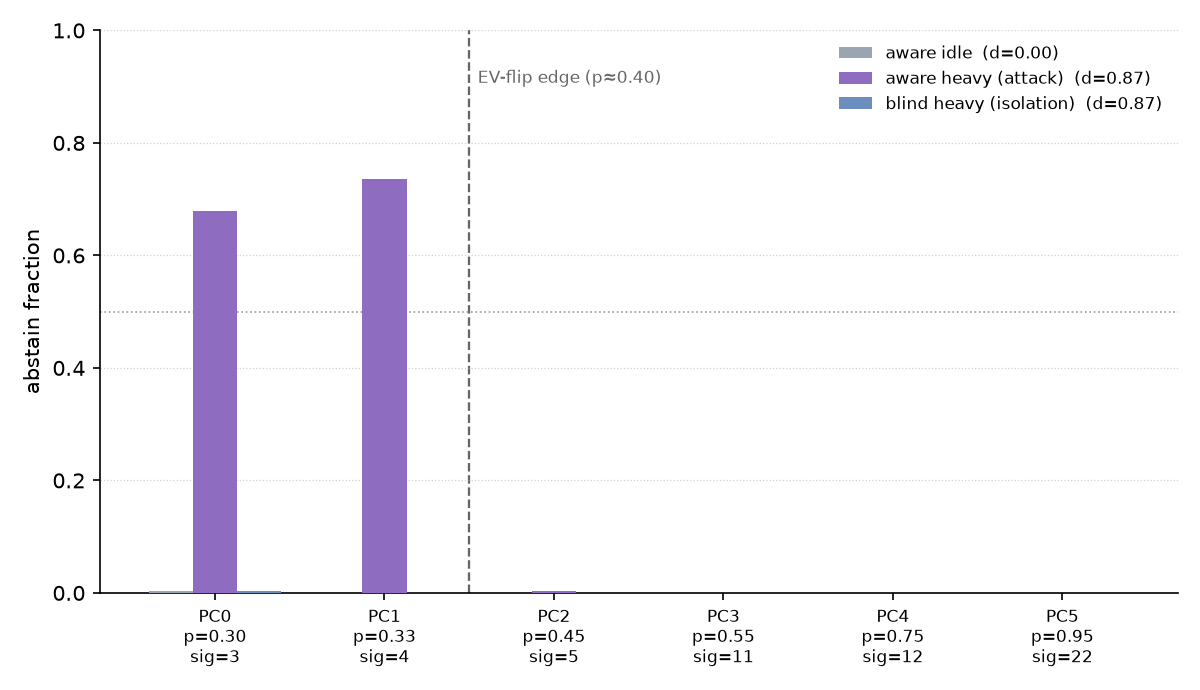 1.0
0.8
0.6
0.4
0.2
0.0
abstain fraction
EV-flip edge (p≈0.40)
aware idle (d=0.00)
aware heavy (attack) (d=0.87)
blind heavy (isolation) (d=0.87)
PC0
p=0.30
sig=3
PC1
p=0.33
sig=4
PC2
p=0.45
sig=5
PC3
p=0.55
sig=11
PC4
p=0.75
sig=12
PC5
p=0.95
sig=22